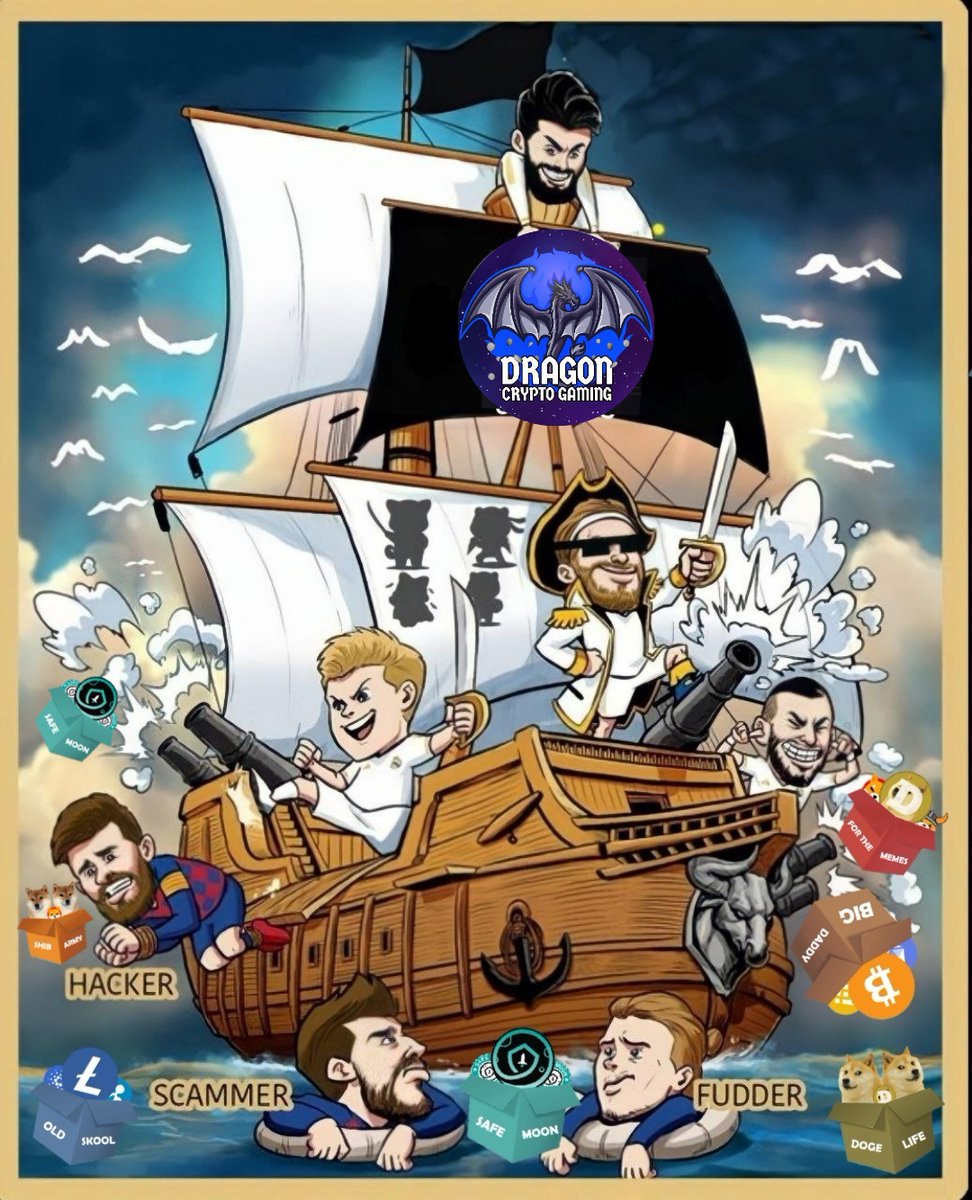 DRAGON
CRYPTO GAMING
SAFE
MOON
FOR THE
MEMES
SHIB
ARMY
BIG
DADDY
HACKER
SCAMMER
FUDDER
OLD
SKOOL
SAFE
MOON
DOGE
LIFE